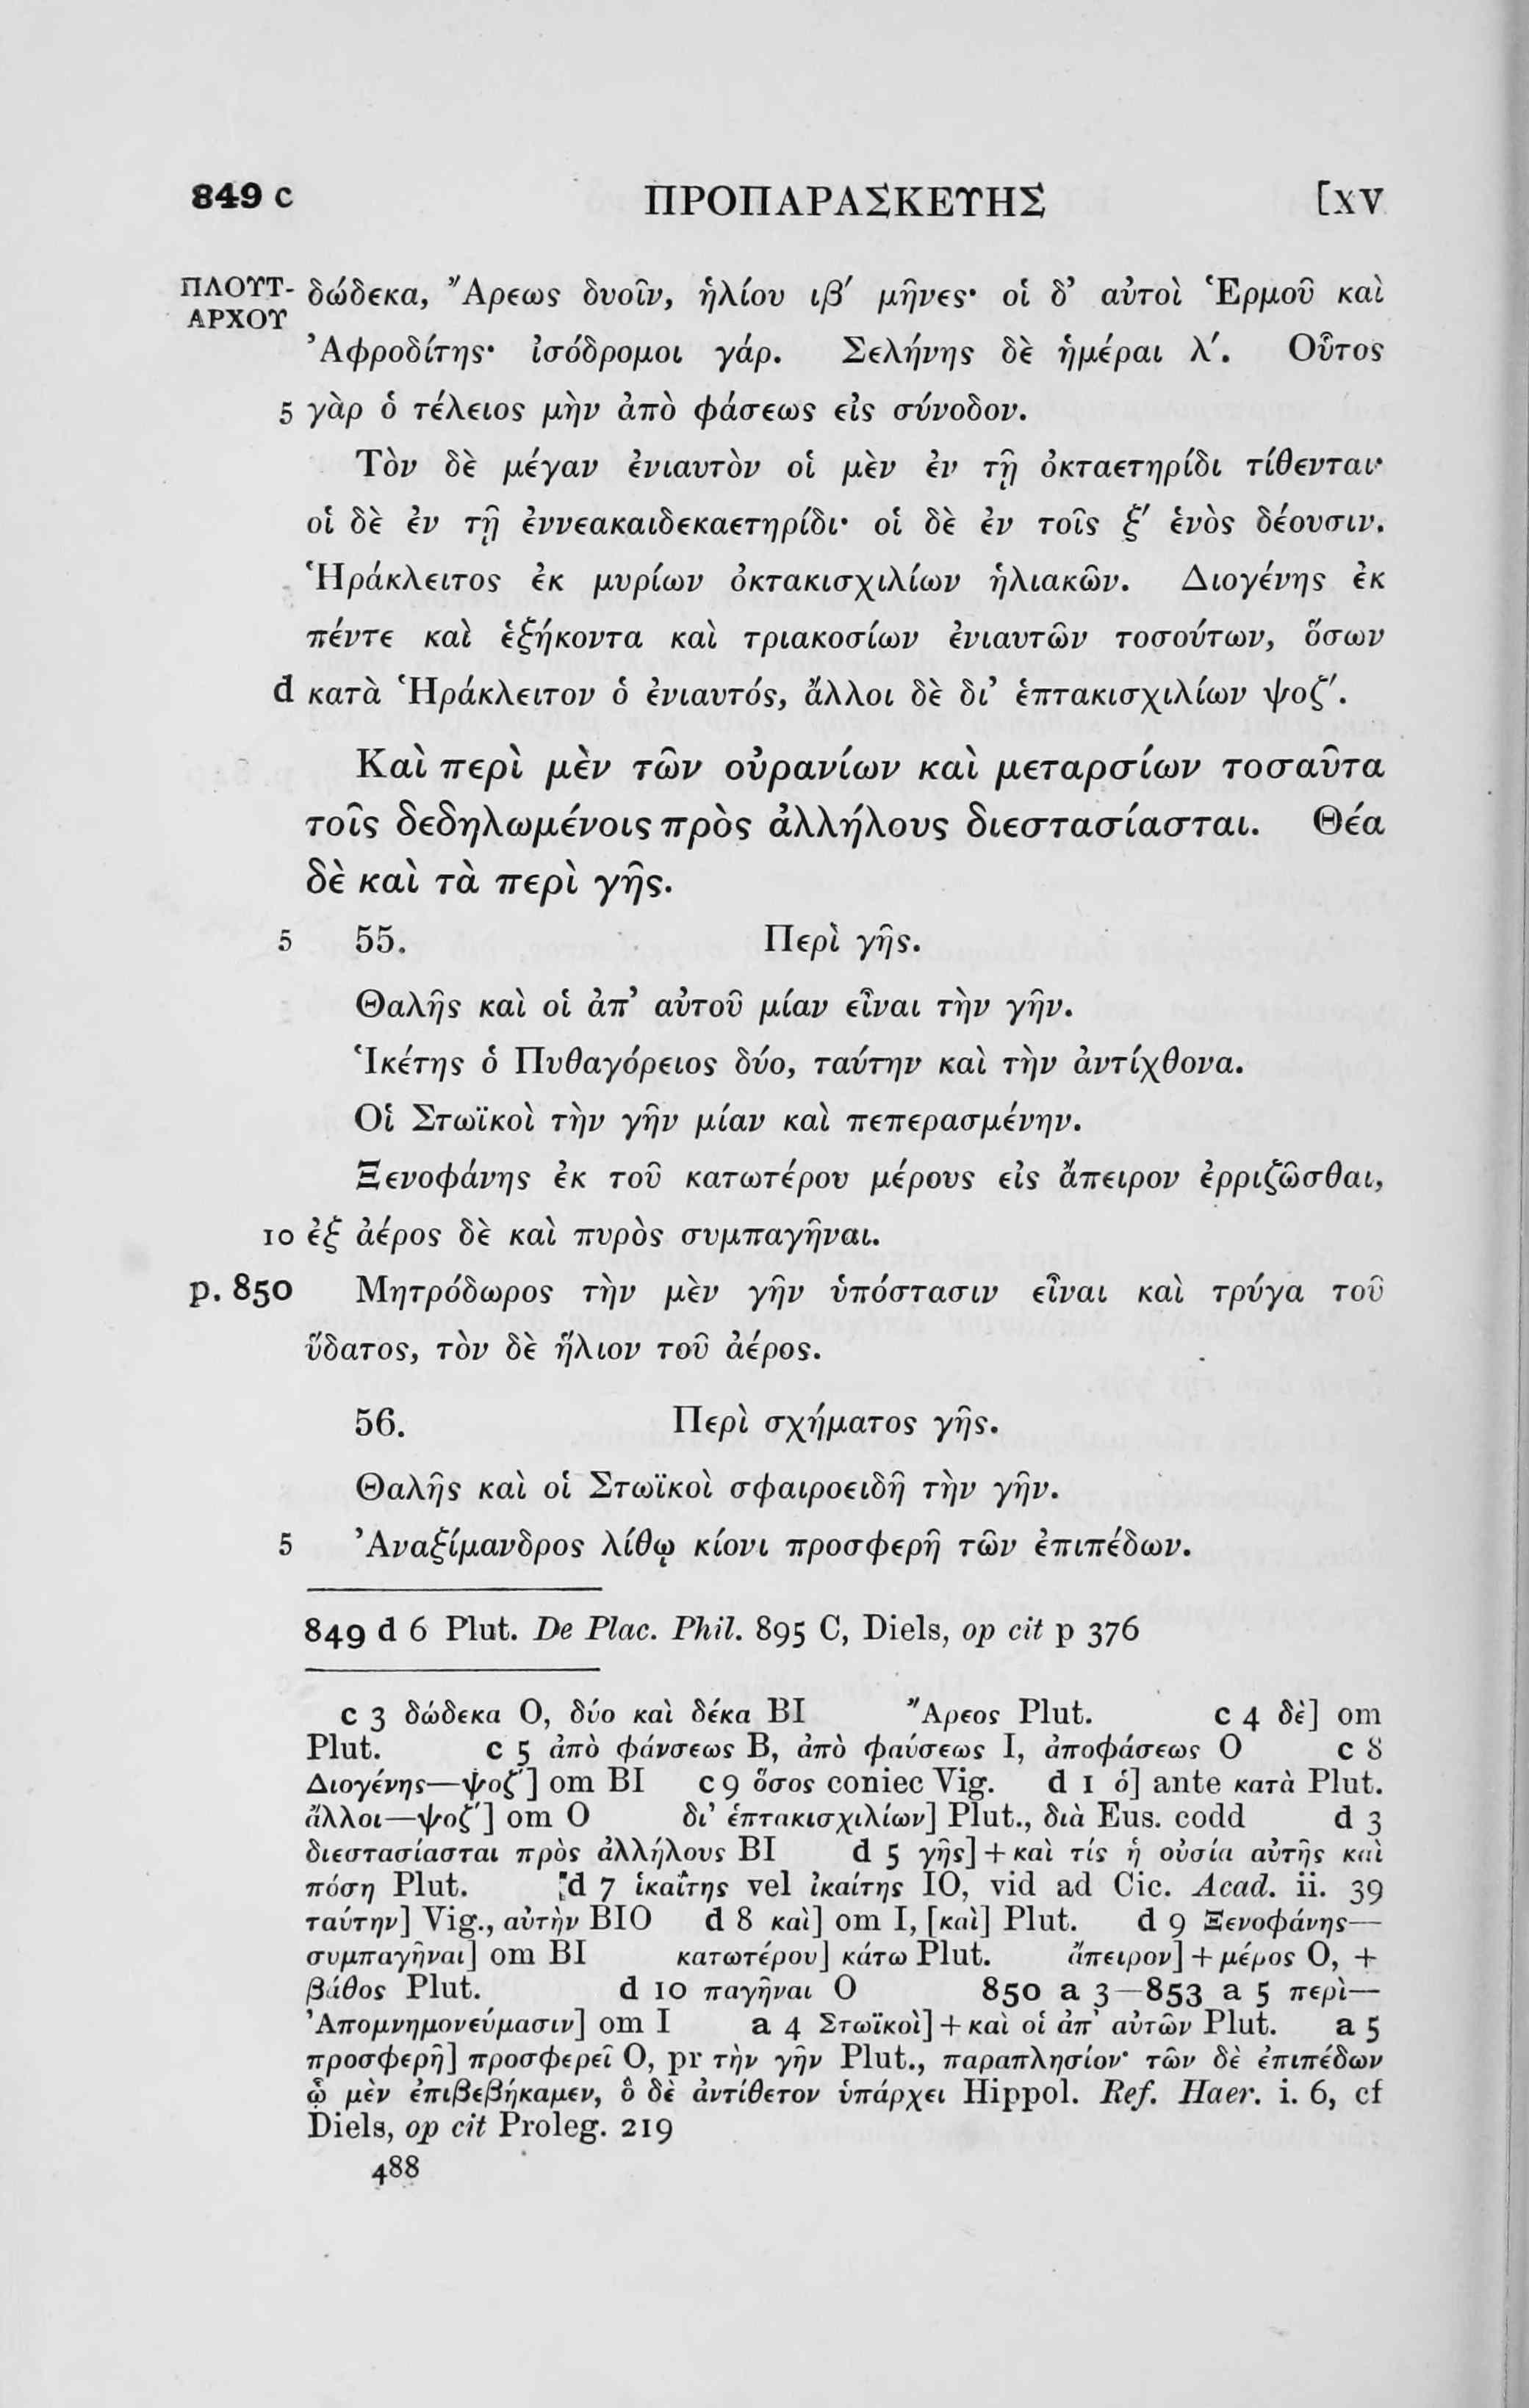 849 c ΠΡΟΠΑΡΑΣΚΕΥΗΣ [XV
ΠΛΟΥΤ- δώδεκα, Ἄρεως δυοῖν, ἡλίου ιβʹ μῆνες· οἱ δ’ αὐτοὶ Ἑρμοῦ καὶ
ΑΡΧΟΥ
Ἀφροδίτης· ἰσόδρομοι γάρ. Σελήνης δὲ ἡμέραι λʹ. Οὗτος
5 γὰρ ὁ τέλειος μὴν ἀπὸ φάσεως εἰς σύνοδον.
Τὸν δὲ μέγαν ἐνιαυτὸν οἱ μὲν ἐν τῇ ὀκταετηρίδι τίθενται·
οἱ δὲ ἐν τῇ ἐννεακαιδεκαετηρίδι· οἱ δὲ ἐν τοῖς ξʹ ἑνὸς δέουσιν.
Ἡράκλειτος ἐκ μυρίων ὀκτακισχιλίων ἡλιακῶν. Διογένης ἐκ
πέντε καὶ ἑξήκοντα καὶ τριακοσίων ἐνιαυτῶν τοσούτων, ὅσων
d κατὰ Ἡράκλειτον ὁ ἐνιαυτός, ἄλλοι δὲ δι’ ἑπτακισχιλίων ψοζʹ.
Καὶ περὶ μὲν τῶν οὐρανίων καὶ μεταρσίων τοσαῦτα
τοῖς δεδηλωμένοις πρὸς ἀλλήλους διεστασίασται. Θέα
δὲ καὶ τὰ περὶ γῆς.
5 55. Περὶ γῆς.
Θαλῆς καὶ οἱ ἀπ’ αὐτοῦ μίαν εἶναι τὴν γῆν.
Ἱκέτης ὁ Πυθαγόρειος δύο, ταύτην καὶ τὴν ἀντίχθονα.
Οἱ Στωϊκοὶ τὴν γῆν μίαν καὶ πεπερασμένην.
Ξενοφάνης ἐκ τοῦ κατωτέρου μέρους εἰς ἄπειρον ἐρριζῶσθαι,
10 ἐξ ἀέρος δὲ καὶ πυρὸς συμπαγῆναι.
p. 850 Μητρόδωρος τὴν μὲν γῆν ὑπόστασιν εἶναι καὶ τρύγα τοῦ
ὕδατος, τὸν δὲ ἥλιον τοῦ ἀέρος.
56. Περὶ σχήματος γῆς.
Θαλῆς καὶ οἱ Στωϊκοὶ σφαιροειδῆ τὴν γῆν.
5 Ἀναξίμανδρος λίθῳ κίονι προσφερῆ τῶν ἐπιπέδων.
849 d 6 Plut. De Plac. Phil. 895 C, Diels, op cit p 376
c 3 δώδεκα O, δύο καὶ δέκα BI Ἄρεος Plut. c 4 δὲ] om
Plut. c 5 ἀπὸ φάνσεως B, ἀπὸ φαύσεως I, ἀποφάσεως O c 8
Διογένης—ψοζʹ] om BI c 9 ὅσος coniec Vig. d 1 ὁ] ante κατὰ Plut.
ἄλλοι—ψοζʹ] om O δι’ ἑπτακισχιλίων] Plut., διὰ Eus. codd d 3
διεστασίασται πρὸς ἀλλήλους BI d 5 γῆς] + καὶ τίς ἡ οὐσία αὐτῆς καὶ
πόση Plut. d 7 ἱκαΐτης vel ἰκαίτης IO, vid ad Cic. Acad. ii. 39
ταύτην] Vig., αὐτὴν BIO d 8 καὶ] om I, [καὶ] Plut. d 9 Ξενοφάνης—
συμπαγῆναι] om BI κατωτέρου] κάτω Plut. ἄπειρον] + μέρος O, +
βάθος Plut. d 10 παγῆναι O 850 a 3—853 a 5 περὶ—
Ἀπομνημονεύμασιν] om I a 4 Στωϊκοὶ] + καὶ οἱ ἀπ’ αὐτῶν Plut. a 5
προσφερῆ] προσφερεῖ O, pr τὴν γῆν Plut., παραπλησίον· τῶν δὲ ἐπιπέδων
ᾧ μὲν ἐπιβεβήκαμεν, ὃ δὲ ἀντίθετον ὑπάρχει Hippol. Ref. Haer. i. 6, cf
Diels, op cit Proleg. 219
488